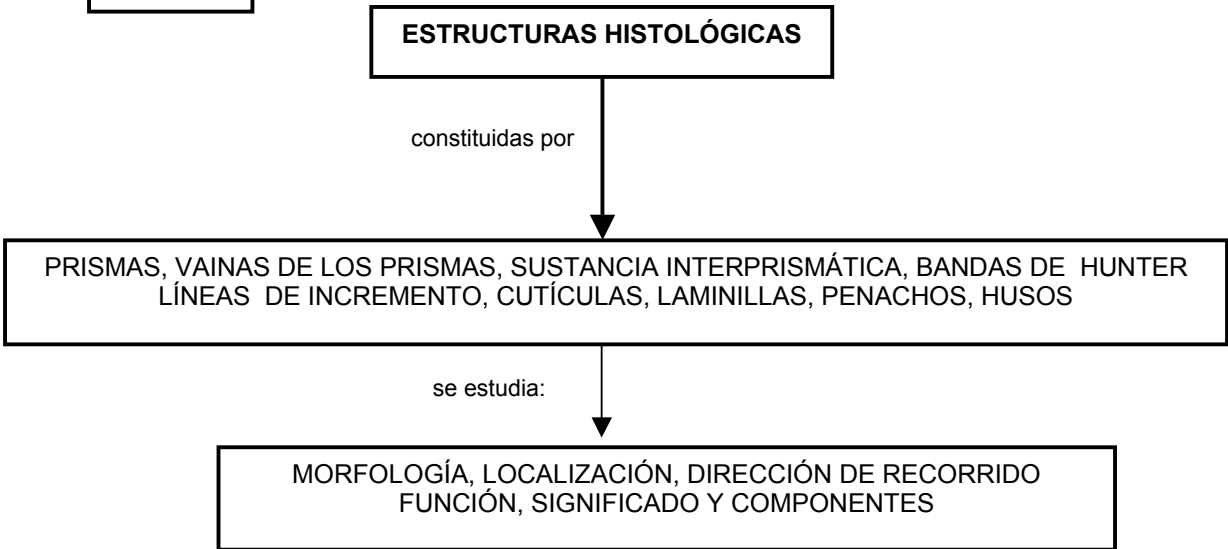 ESTRUCTURAS HISTOLÓGICAS
constituidas por
PRISMAS, VAINAS DE LOS PRISMAS, SUSTANCIA INTERPRISMÁTICA, BANDAS DE HUNTER
LÍNEAS DE INCREMENTO, CUTÍCULAS, LAMINILLAS, PENACHOS, HUSOS
se estudia:
MORFOLOGÍA, LOCALIZACIÓN, DIRECCIÓN DE RECORRIDO
FUNCIÓN, SIGNIFICADO Y COMPONENTES